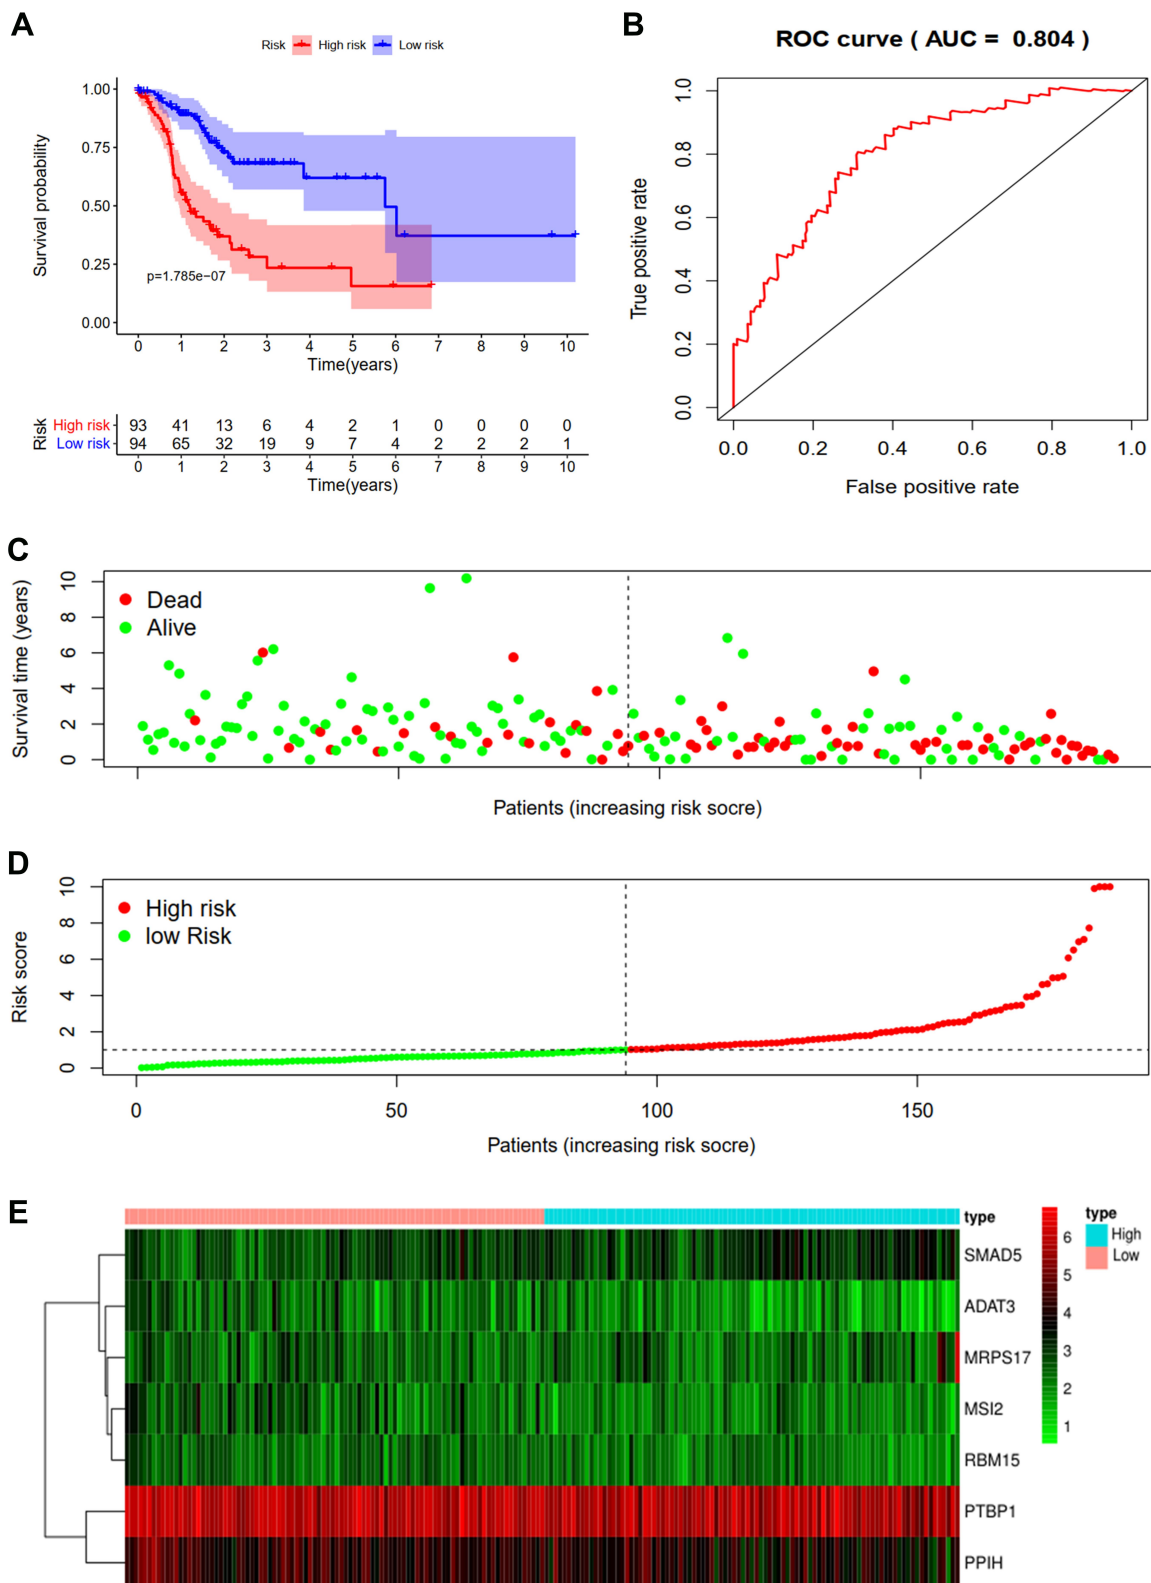 A
Risk High risk Low risk
Survival probability
1.00
0.75
0.50
0.25
0.00
p=1.785e−07
0 1 2 3 4 5 6 7 8 9 10
Time(years)
Risk
High risk 93 41 13 6 4 2 1 0 0 0 0
Low risk 94 65 32 19 9 7 4 2 2 2 1
0 1 2 3 4 5 6 7 8 9 10
Time(years)
B
ROC curve ( AUC = 0.804 )
True positive rate
1.0
0.8
0.6
0.4
0.2
0.0
0.0 0.2 0.4 0.6 0.8 1.0
False positive rate
C
Survival time (years)
10
8
6
4
2
0
Dead
Alive
Patients (increasing risk socre)
D
Risk score
10
8
6
4
2
0
High risk
low Risk
0 50 100 150
Patients (increasing risk socre)
E
type
SMAD5
ADAT3
MRPS17
MSI2
RBM15
PTBP1
PPIH
6
5
4
3
2
1
type
High
Low